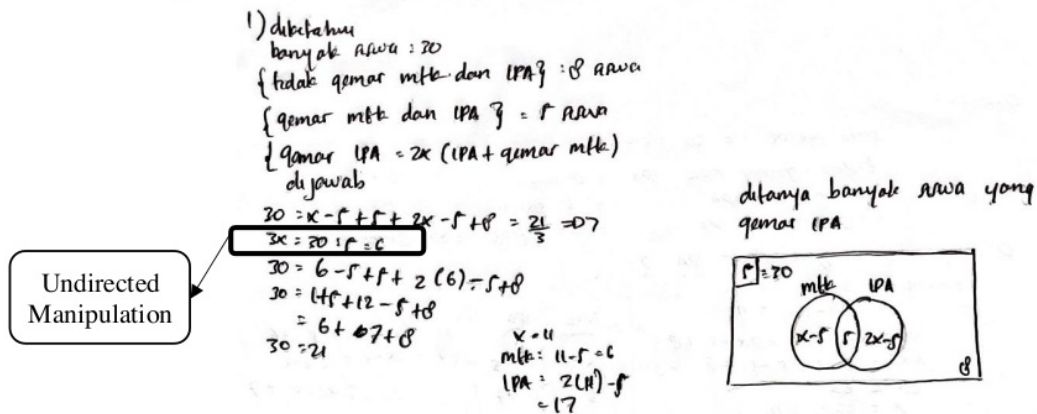 1) diketahui
banyak siswa : 30
{tidak gemar mtk dan IPA} : 8 siswa
{gemar mtk dan IPA} = 5 siswa
{gemar IPA = 2x (IPA + gemar mtk)
dijawab
30 = x - 5 + 5 + 2x - 5 + 8 = 21/3 = 7
3x = 30 : 5 = 6
30 = 6 - 5 + 5 + 2 (6) - 5 + 8
30 = 1 + 5 + 12 - 5 + 8
= 6 + 7 + 8
30 = 21
x = 11
mtk : 11 - 5 = 6
IPA : 2(11) - 5
= 17
Undirected
Manipulation
ditanya banyak siswa yang
gemar IPA
S = 30
mtk IPA
x-5 5 2x-5
8